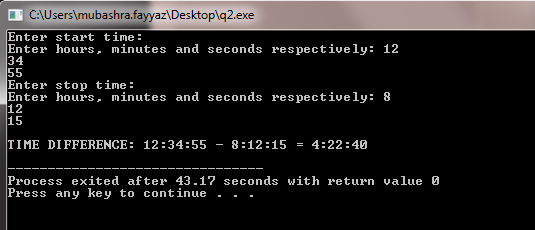 C:\Users\mubashra.fayyaz\Desktop\q2.exe
Enter start time:
Enter hours, minutes and seconds respectively: 12
34
55
Enter stop time:
Enter hours, minutes and seconds respectively: 8
12
15
TIME DIFFERENCE: 12:34:55 - 8:12:15 = 4:22:40
--------------------------------
Process exited after 43.17 seconds with return value 0
Press any key to continue . . .